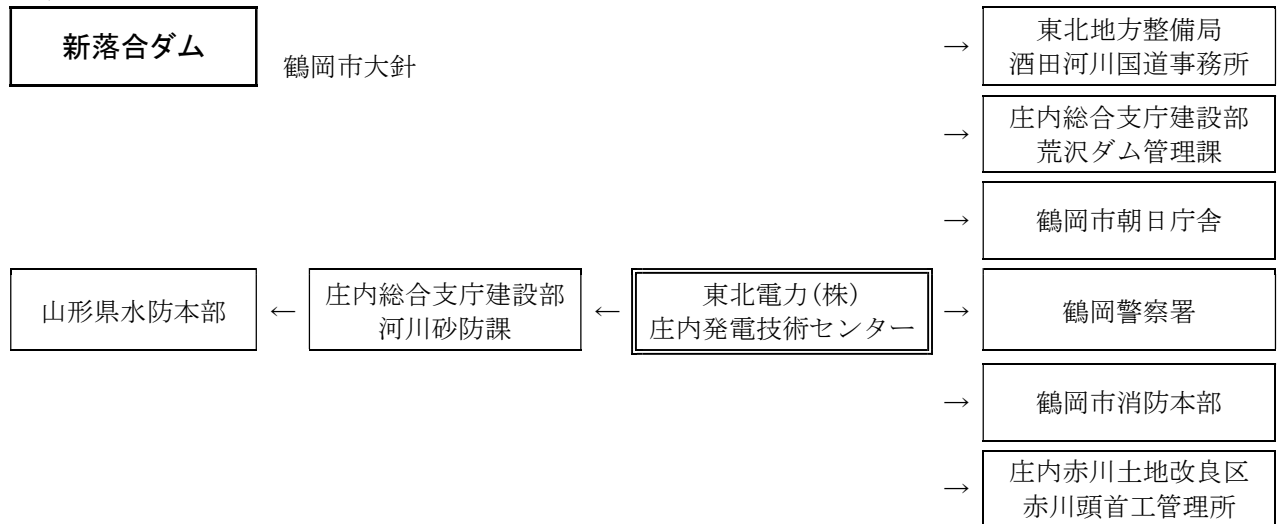 新落合ダム
鶴岡市大針
→
東北地方整備局
酒田河川国道事務所
→
庄内総合支庁建設部
荒沢ダム管理課
→
鶴岡市朝日庁舎
山形県水防本部
←
庄内総合支庁建設部
河川砂防課
←
東北電力(株)
庄内発電技術センター
→
鶴岡警察署
→
鶴岡市消防本部
→
庄内赤川土地改良区
赤川頭首工管理所